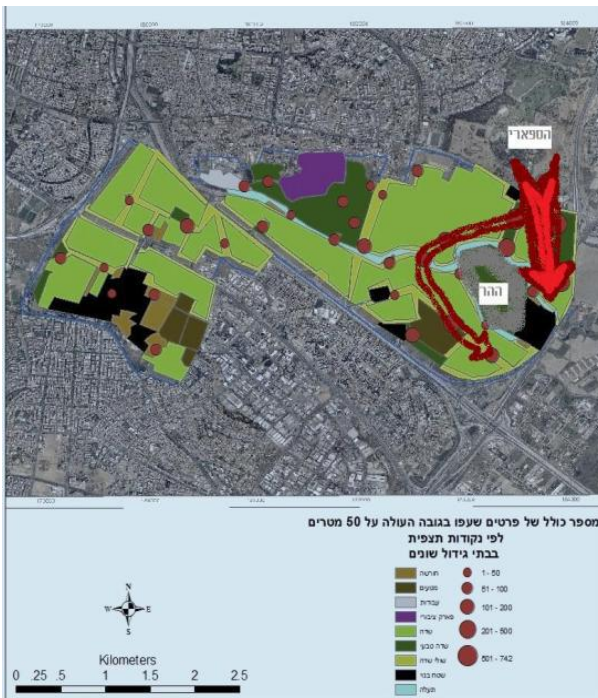 הספארי
ההר
מספר כולל של פרטים שעפו בגובה העולה על 50 מטרים
לפי נקודות תצפית
בבתי גידול שונים
חורשה
מטעים
עבודות
פארק ציבורי
שדה
שדה טבעי
שולי שדה
שטח בנוי
תעלה
1 - 50
51 - 100
101 - 200
201 - 500
501 - 742
N
W E
S
Kilometers
0 .25 .5 1 1.5 2 2.5